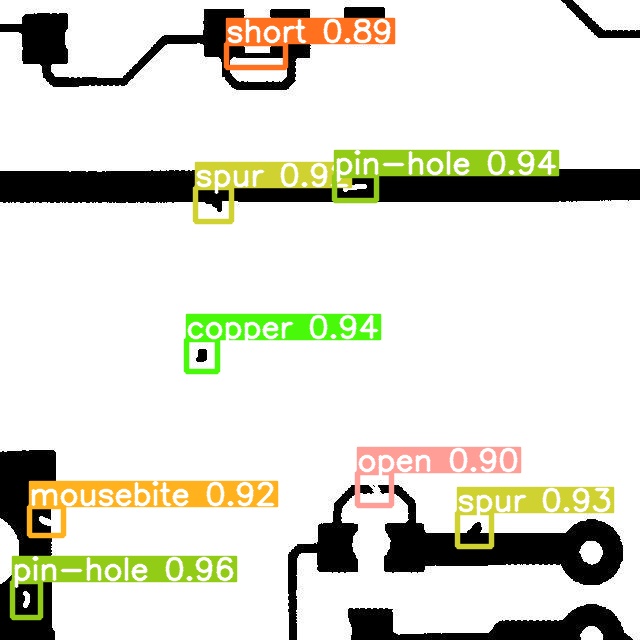 short 0.89
pin-hole 0.94
spur 0.9
copper 0.94
open 0.90
mousebite 0.92
spur 0.93
pin-hole 0.96